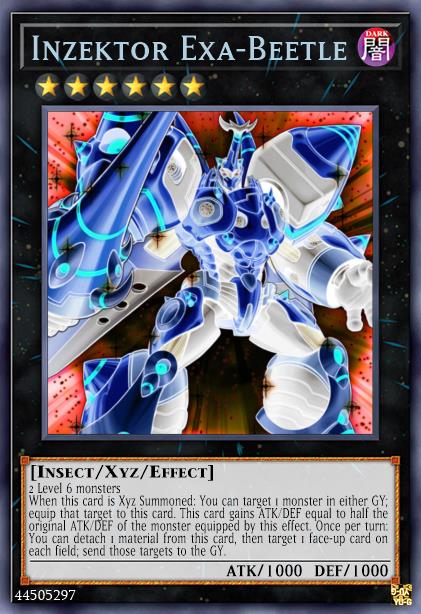 INZEKTOR EXA-BEETLE
DARK
闇
[INSECT/XYZ/EFFECT]
2 Level 6 monsters
When this card is Xyz Summoned: You can target 1 monster in either GY;
equip that target to this card. This card gains ATK/DEF equal to half the
original ATK/DEF of the monster equipped by this effect. Once per turn:
You can detach 1 material from this card, then target 1 face-up card on
each field; send those targets to the GY.
ATK/1000 DEF/1000
44505297